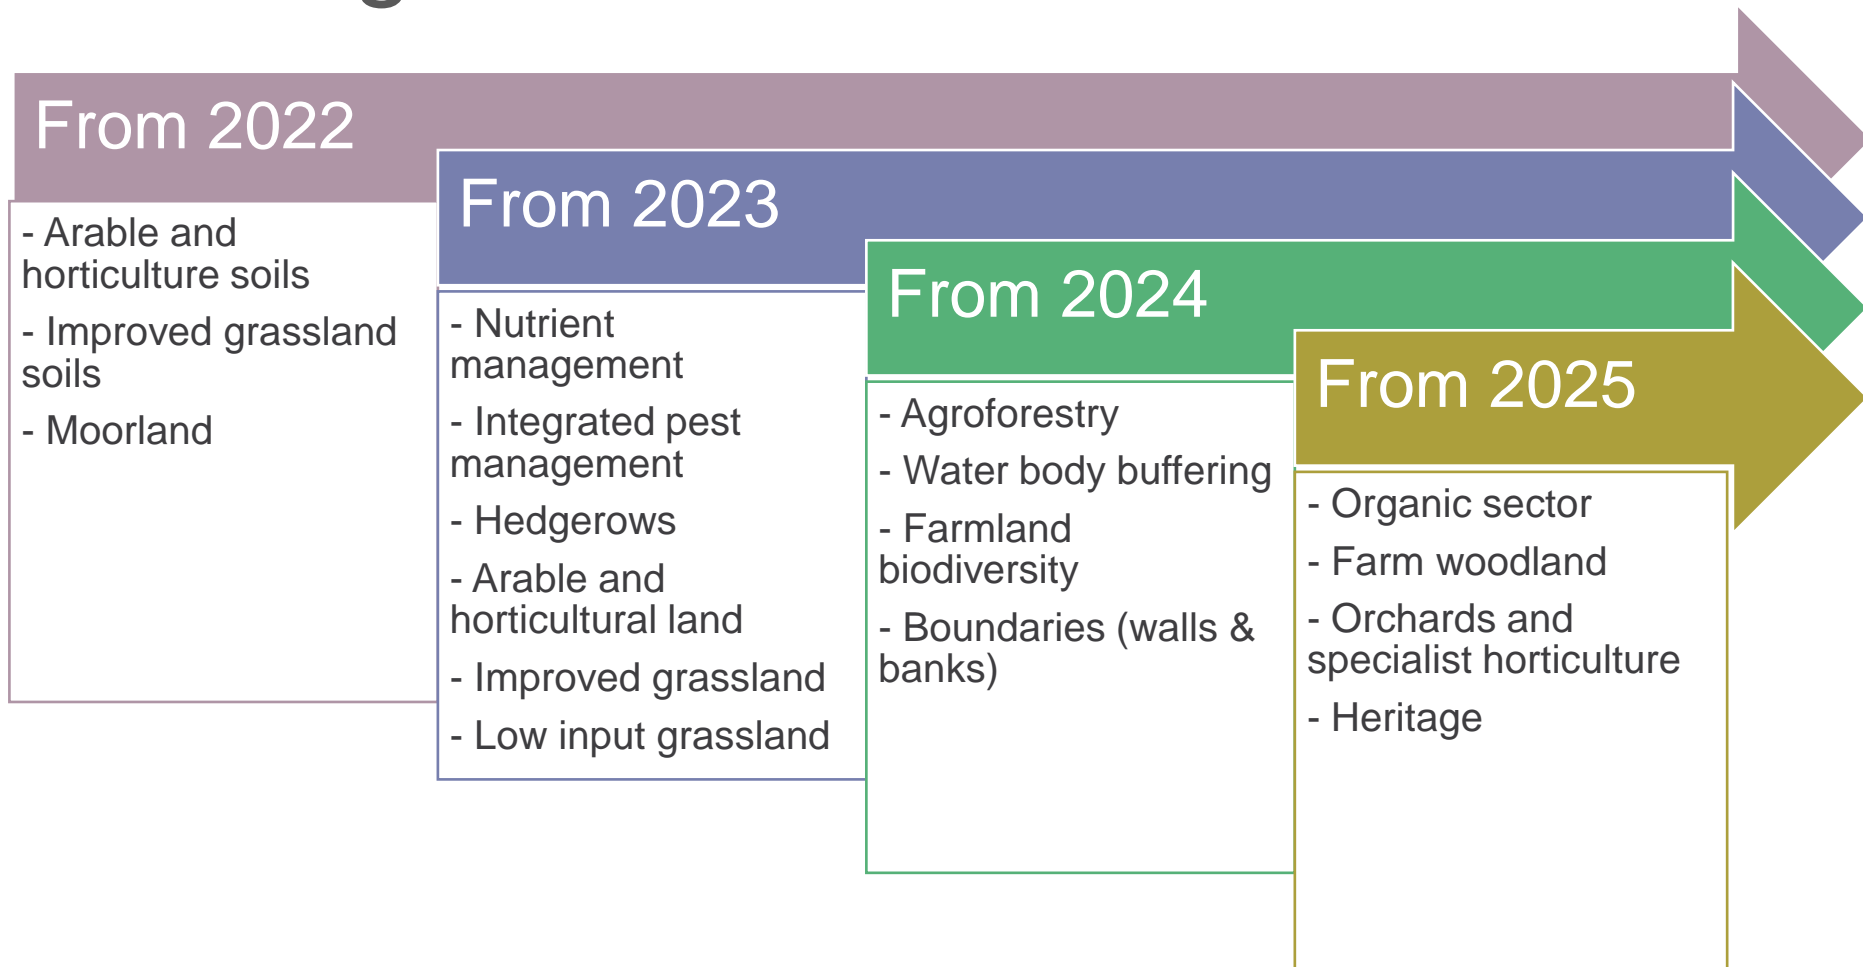 From 2022
- Arable and
horticulture soils
- Improved grassland
soils
- Moorland
From 2023
- Nutrient
management
- Integrated pest
management
- Hedgerows
- Arable and
horticultural land
- Improved grassland
- Low input grassland
From 2024
- Agroforestry
- Water body buffering
- Farmland
biodiversity
- Boundaries (walls &
banks)
From 2025
- Organic sector
- Farm woodland
- Orchards and
specialist horticulture
- Heritage